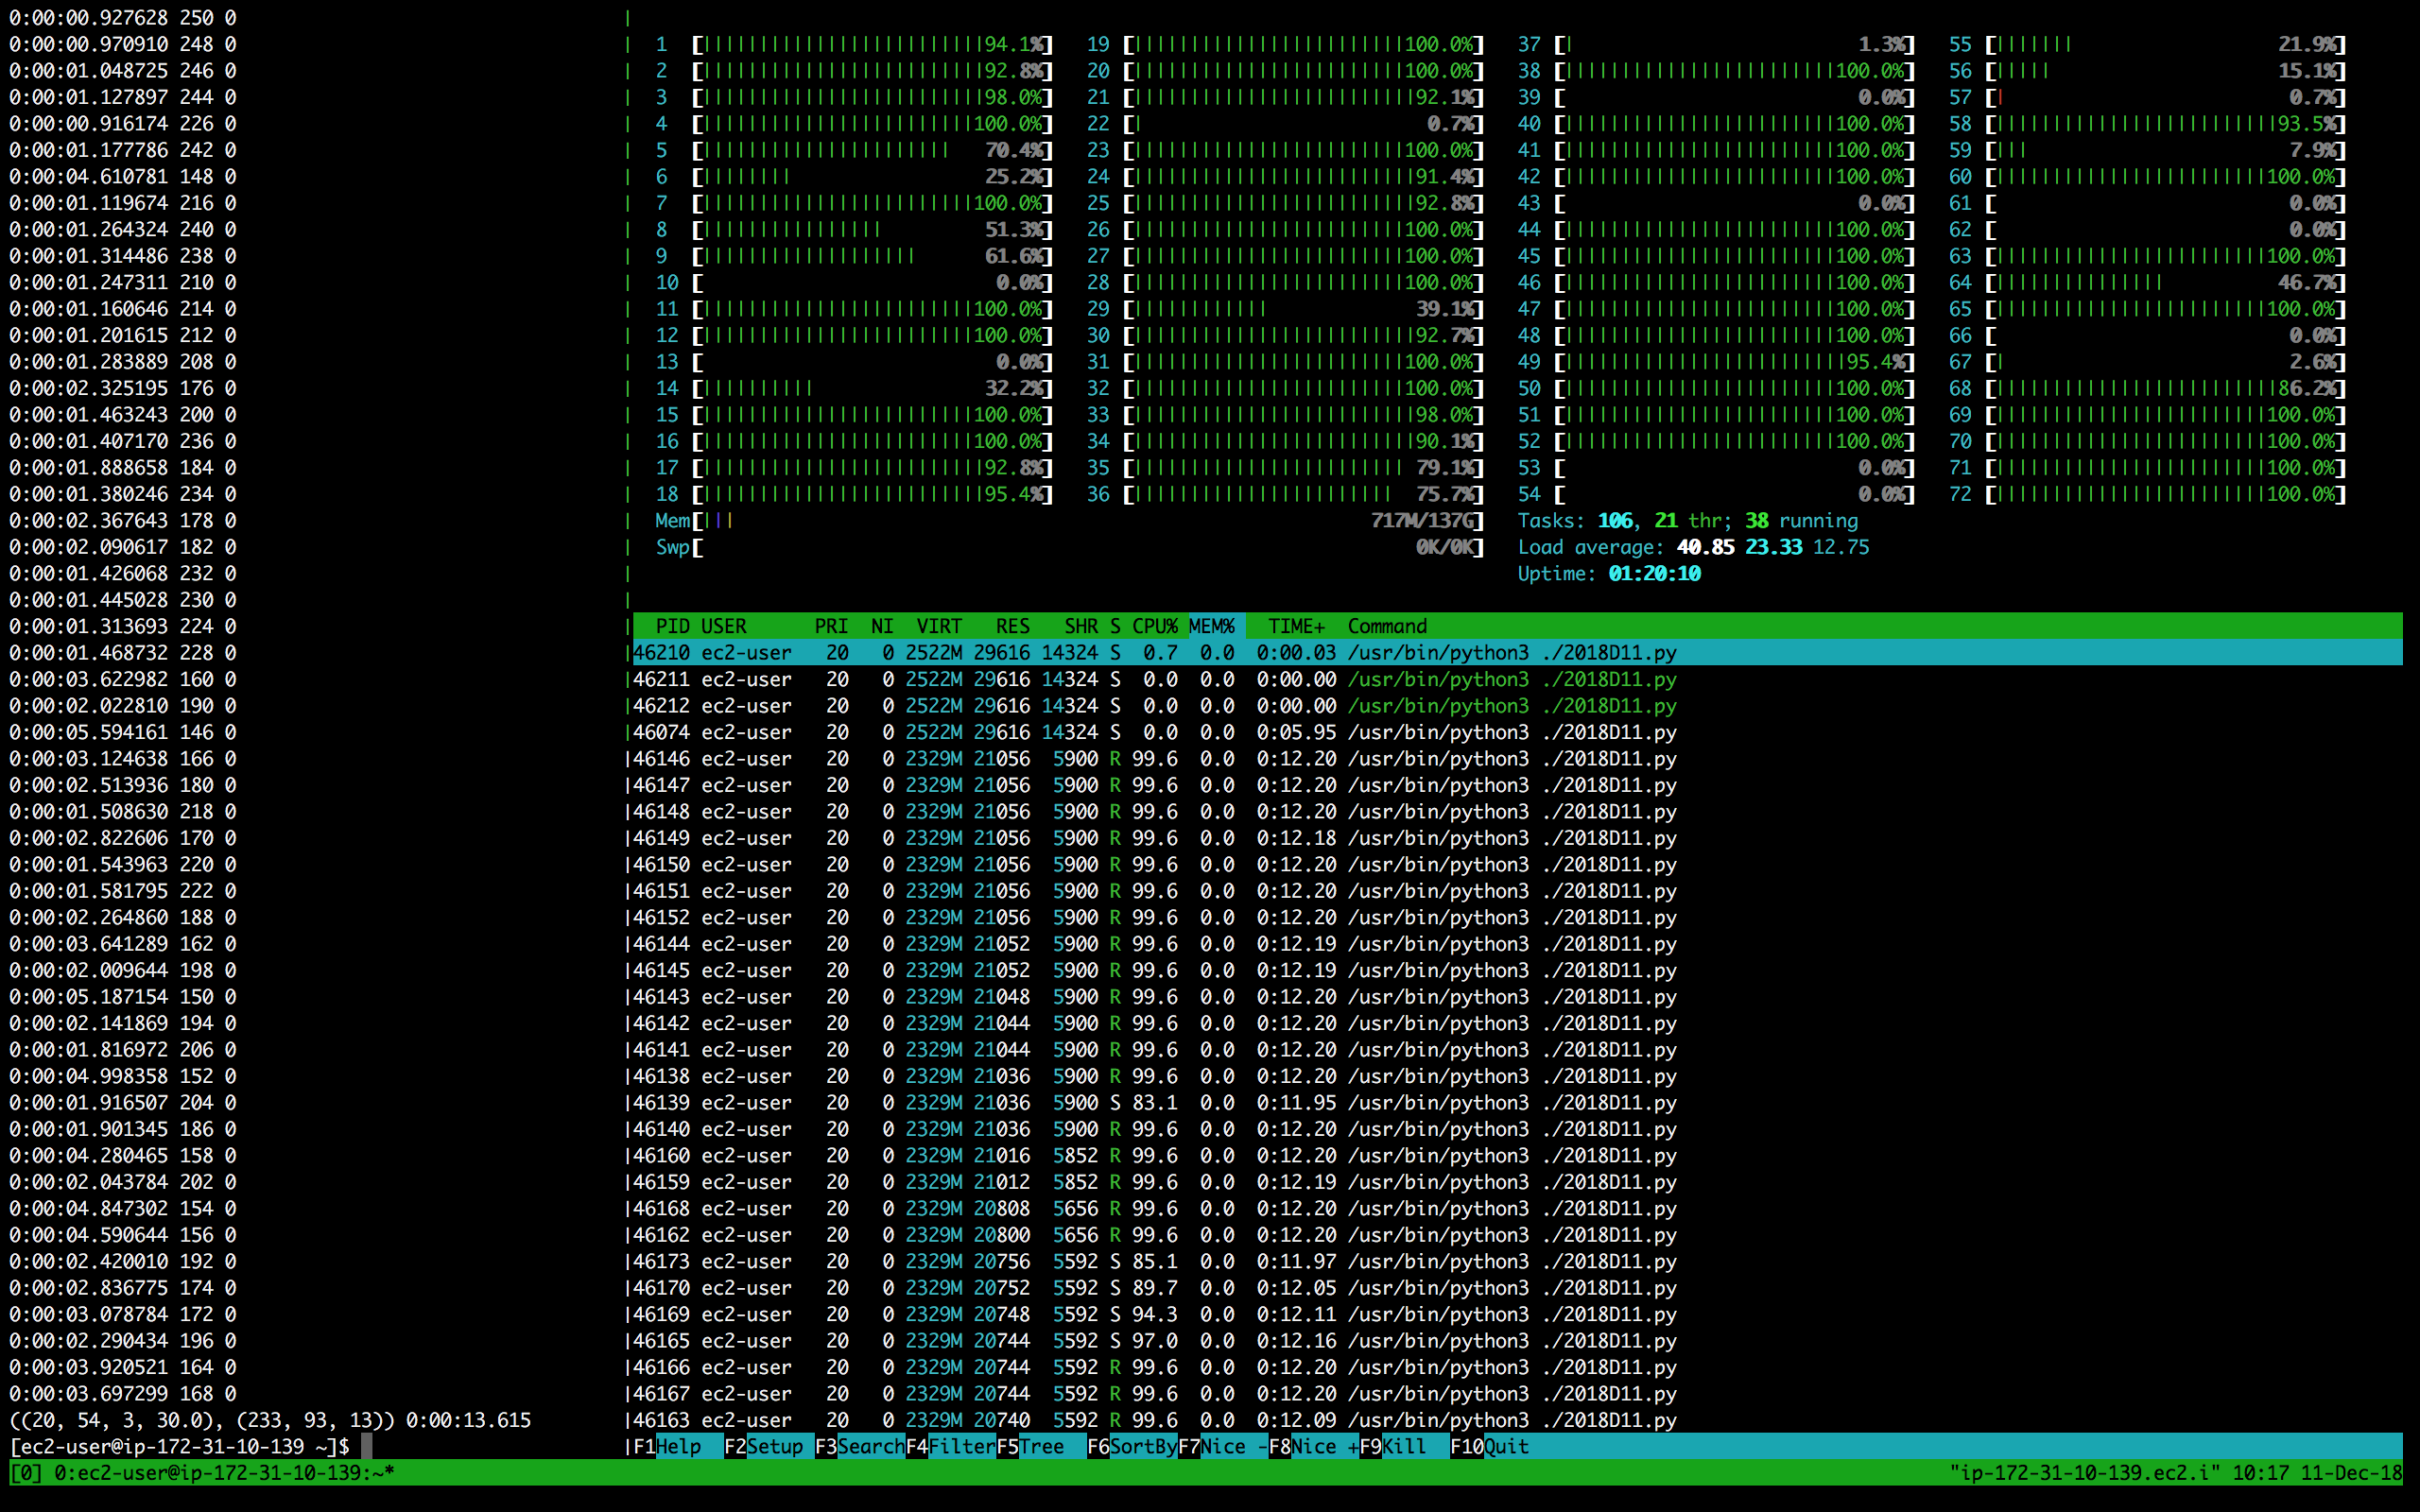 0:00:00.927628 250 0
0:00:00.970910 248 0
0:00:01.048725 246 0
0:00:01.127897 244 0
0:00:00.916174 226 0
0:00:01.177786 242 0
0:00:04.610781 148 0
0:00:01.119674 216 0
0:00:01.264324 240 0
0:00:01.314486 238 0
0:00:01.247311 210 0
0:00:01.160646 214 0
0:00:01.201615 212 0
0:00:01.283889 208 0
0:00:02.325195 176 0
0:00:01.463243 200 0
0:00:01.407170 236 0
0:00:01.888658 184 0
0:00:01.380246 234 0
0:00:02.367643 178 0
0:00:02.090617 182 0
0:00:01.426068 232 0
0:00:01.445028 230 0
0:00:01.313693 224 0
0:00:01.468732 228 0
0:00:03.622982 160 0
0:00:02.022810 190 0
0:00:05.594161 146 0
0:00:03.124638 166 0
0:00:02.513936 180 0
0:00:01.508630 218 0
0:00:02.822606 170 0
0:00:01.543963 220 0
0:00:01.581795 222 0
0:00:02.264860 188 0
0:00:03.641289 162 0
0:00:02.009644 198 0
0:00:05.187154 150 0
0:00:02.141869 194 0
0:00:01.816972 206 0
0:00:04.998358 152 0
0:00:01.916507 204 0
0:00:01.901345 186 0
0:00:04.280465 158 0
0:00:02.043784 202 0
0:00:04.847302 154 0
0:00:04.590644 156 0
0:00:02.420010 192 0
0:00:02.836775 174 0
0:00:03.078784 172 0
0:00:02.290434 196 0
0:00:03.920521 164 0
0:00:03.697299 168 0
((20, 54, 3, 30.0), (233, 93, 13)) 0:00:13.615
[ec2-user@ip-172-31-10-139 ~]$
1 [94.1%] 19 [100.0%] 37 [1.3%] 55 [21.9%]
2 [92.8%] 20 [100.0%] 38 [100.0%] 56 [15.1%]
3 [98.0%] 21 [92.1%] 39 [0.0%] 57 [0.7%]
4 [100.0%] 22 [0.7%] 40 [100.0%] 58 [93.5%]
5 [70.4%] 23 [100.0%] 41 [100.0%] 59 [7.9%]
6 [25.2%] 24 [91.4%] 42 [100.0%] 60 [100.0%]
7 [100.0%] 25 [92.8%] 43 [0.0%] 61 [0.0%]
8 [51.3%] 26 [100.0%] 44 [100.0%] 62 [0.0%]
9 [61.6%] 27 [100.0%] 45 [100.0%] 63 [100.0%]
10 [0.0%] 28 [100.0%] 46 [100.0%] 64 [46.7%]
11 [100.0%] 29 [39.1%] 47 [100.0%] 65 [100.0%]
12 [100.0%] 30 [92.7%] 48 [100.0%] 66 [0.0%]
13 [0.0%] 31 [100.0%] 49 [95.4%] 67 [2.6%]
14 [32.2%] 32 [100.0%] 50 [100.0%] 68 [86.2%]
15 [100.0%] 33 [98.0%] 51 [100.0%] 69 [100.0%]
16 [100.0%] 34 [90.1%] 52 [100.0%] 70 [100.0%]
17 [92.8%] 35 [79.1%] 53 [0.0%] 71 [100.0%]
18 [95.4%] 36 [75.7%] 54 [0.0%] 72 [100.0%]
Mem[717M/137G] Tasks: 106, 21 thr; 38 running
Swp[0K/0K] Load average: 40.85 23.33 12.75
Uptime: 01:20:10
PID USER PRI NI VIRT RES SHR S CPU% MEM% TIME+ Command
46210 ec2-user 20 0 2522M 29616 14324 S 0.7 0.0 0:00.03 /usr/bin/python3 ./2018D11.py
46211 ec2-user 20 0 2522M 29616 14324 S 0.0 0.0 0:00.00 /usr/bin/python3 ./2018D11.py
46212 ec2-user 20 0 2522M 29616 14324 S 0.0 0.0 0:00.00 /usr/bin/python3 ./2018D11.py
46074 ec2-user 20 0 2522M 29616 14324 S 0.0 0.0 0:05.95 /usr/bin/python3 ./2018D11.py
46146 ec2-user 20 0 2329M 21056 5900 R 99.6 0.0 0:12.20 /usr/bin/python3 ./2018D11.py
46147 ec2-user 20 0 2329M 21056 5900 R 99.6 0.0 0:12.20 /usr/bin/python3 ./2018D11.py
46148 ec2-user 20 0 2329M 21056 5900 R 99.6 0.0 0:12.20 /usr/bin/python3 ./2018D11.py
46149 ec2-user 20 0 2329M 21056 5900 R 99.6 0.0 0:12.18 /usr/bin/python3 ./2018D11.py
46150 ec2-user 20 0 2329M 21056 5900 R 99.6 0.0 0:12.20 /usr/bin/python3 ./2018D11.py
46151 ec2-user 20 0 2329M 21056 5900 R 99.6 0.0 0:12.20 /usr/bin/python3 ./2018D11.py
46152 ec2-user 20 0 2329M 21056 5900 R 99.6 0.0 0:12.20 /usr/bin/python3 ./2018D11.py
46144 ec2-user 20 0 2329M 21052 5900 R 99.6 0.0 0:12.19 /usr/bin/python3 ./2018D11.py
46145 ec2-user 20 0 2329M 21052 5900 R 99.6 0.0 0:12.19 /usr/bin/python3 ./2018D11.py
46143 ec2-user 20 0 2329M 21048 5900 R 99.6 0.0 0:12.20 /usr/bin/python3 ./2018D11.py
46142 ec2-user 20 0 2329M 21044 5900 R 99.6 0.0 0:12.20 /usr/bin/python3 ./2018D11.py
46141 ec2-user 20 0 2329M 21044 5900 R 99.6 0.0 0:12.20 /usr/bin/python3 ./2018D11.py
46138 ec2-user 20 0 2329M 21036 5900 R 99.6 0.0 0:12.20 /usr/bin/python3 ./2018D11.py
46139 ec2-user 20 0 2329M 21036 5900 S 83.1 0.0 0:11.95 /usr/bin/python3 ./2018D11.py
46140 ec2-user 20 0 2329M 21036 5900 R 99.6 0.0 0:12.20 /usr/bin/python3 ./2018D11.py
46160 ec2-user 20 0 2329M 21016 5852 R 99.6 0.0 0:12.20 /usr/bin/python3 ./2018D11.py
46159 ec2-user 20 0 2329M 21012 5852 R 99.6 0.0 0:12.19 /usr/bin/python3 ./2018D11.py
46168 ec2-user 20 0 2329M 20808 5656 R 99.6 0.0 0:12.20 /usr/bin/python3 ./2018D11.py
46162 ec2-user 20 0 2329M 20800 5656 R 99.6 0.0 0:12.20 /usr/bin/python3 ./2018D11.py
46173 ec2-user 20 0 2329M 20756 5592 S 85.1 0.0 0:11.97 /usr/bin/python3 ./2018D11.py
46170 ec2-user 20 0 2329M 20752 5592 S 89.7 0.0 0:12.05 /usr/bin/python3 ./2018D11.py
46169 ec2-user 20 0 2329M 20748 5592 S 94.3 0.0 0:12.11 /usr/bin/python3 ./2018D11.py
46165 ec2-user 20 0 2329M 20744 5592 S 97.0 0.0 0:12.16 /usr/bin/python3 ./2018D11.py
46166 ec2-user 20 0 2329M 20744 5592 R 99.6 0.0 0:12.20 /usr/bin/python3 ./2018D11.py
46167 ec2-user 20 0 2329M 20744 5592 R 99.6 0.0 0:12.20 /usr/bin/python3 ./2018D11.py
46163 ec2-user 20 0 2329M 20740 5592 R 99.6 0.0 0:12.09 /usr/bin/python3 ./2018D11.py
F1Help F2Setup F3SearchF4FilterF5Tree F6SortByF7Nice -F8Nice +F9Kill F10Quit
[0] 0:ec2-user@ip-172-31-10-139:~* "ip-172-31-10-139.ec2.i" 10:17 11-Dec-18